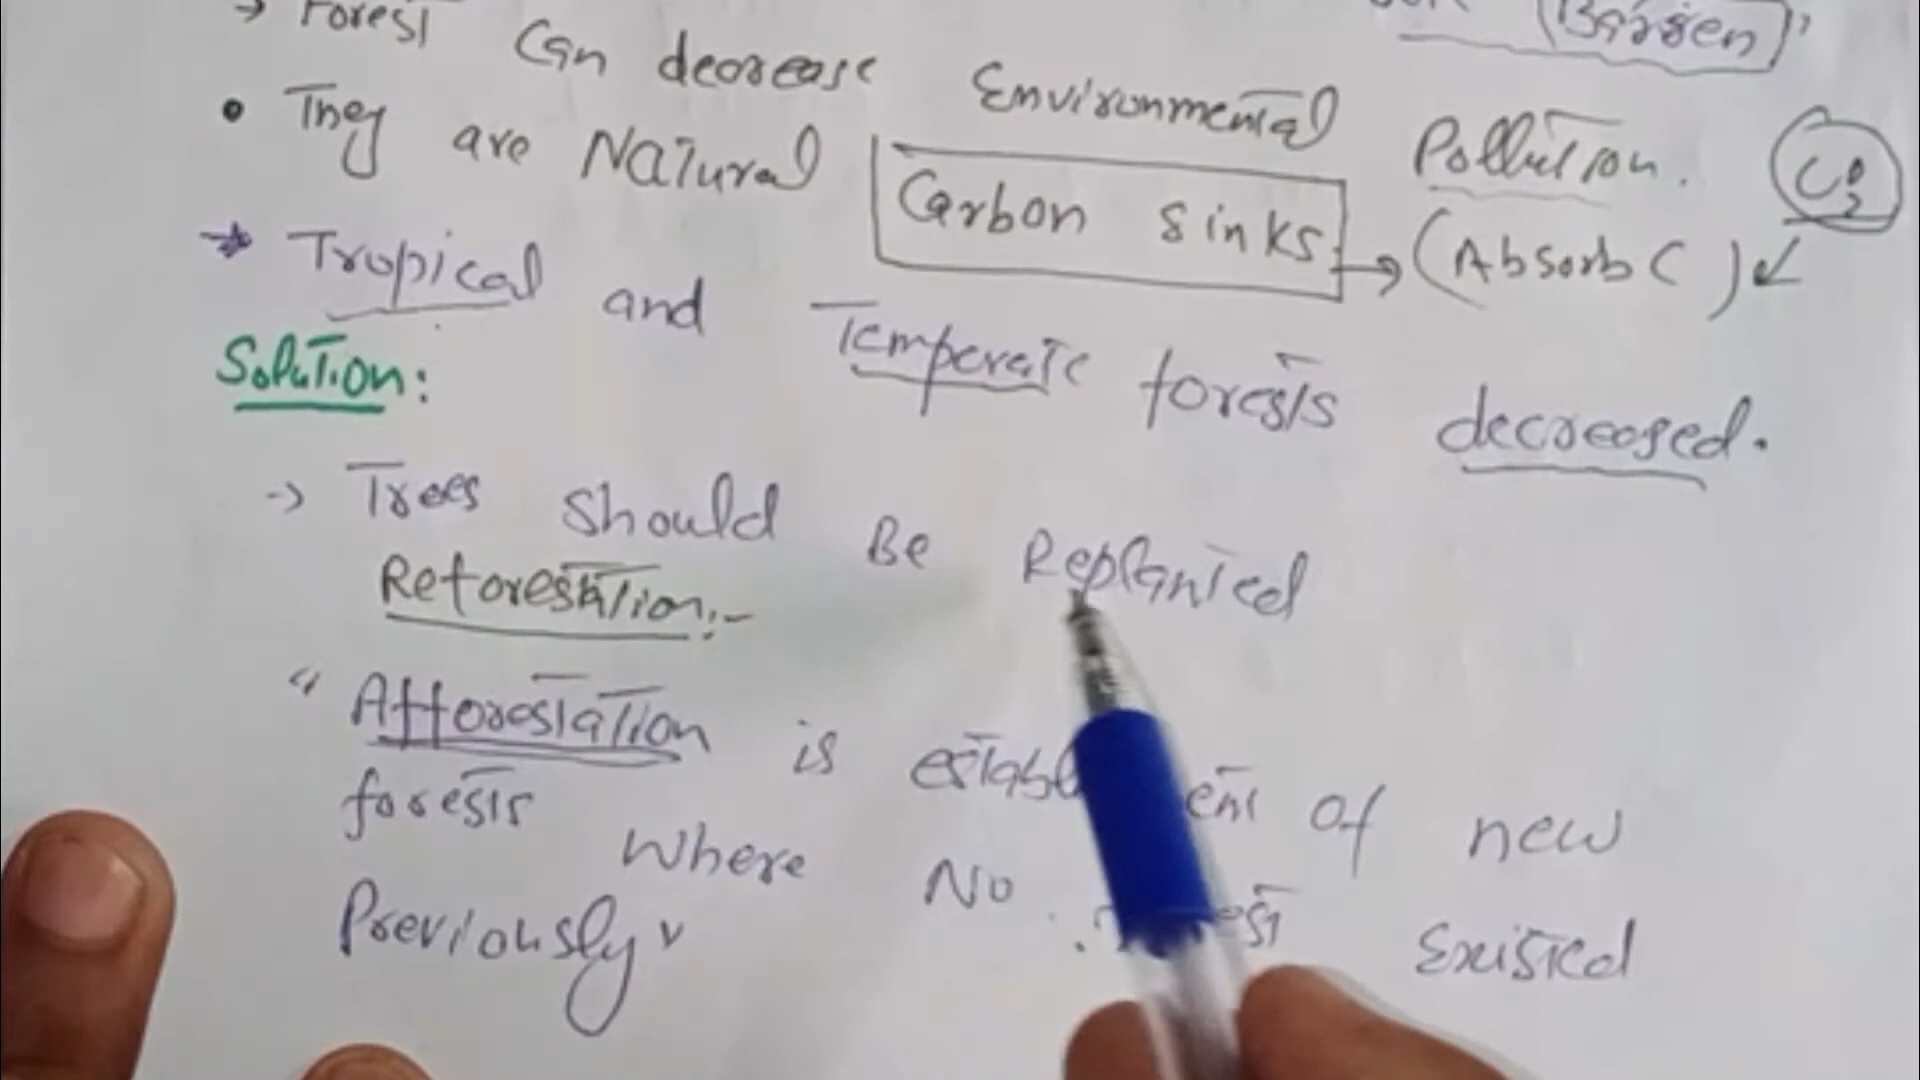 (Barren)"
→ Forest Can decrease Environmental Pollution. CO2
• They are Natural Carbon sinks → (Absorb C)
→ Tropical and Temperate forests decreased.
Solution:
→ Trees should Be Replanted
Reforestation:-
" Afforestation is of new
forests where No Existed
Previously"